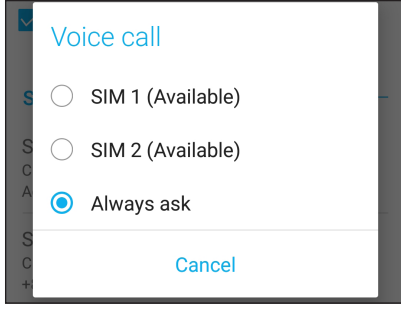 Voice call
SIM 1 (Available)
SIM 2 (Available)
Always ask
Cancel